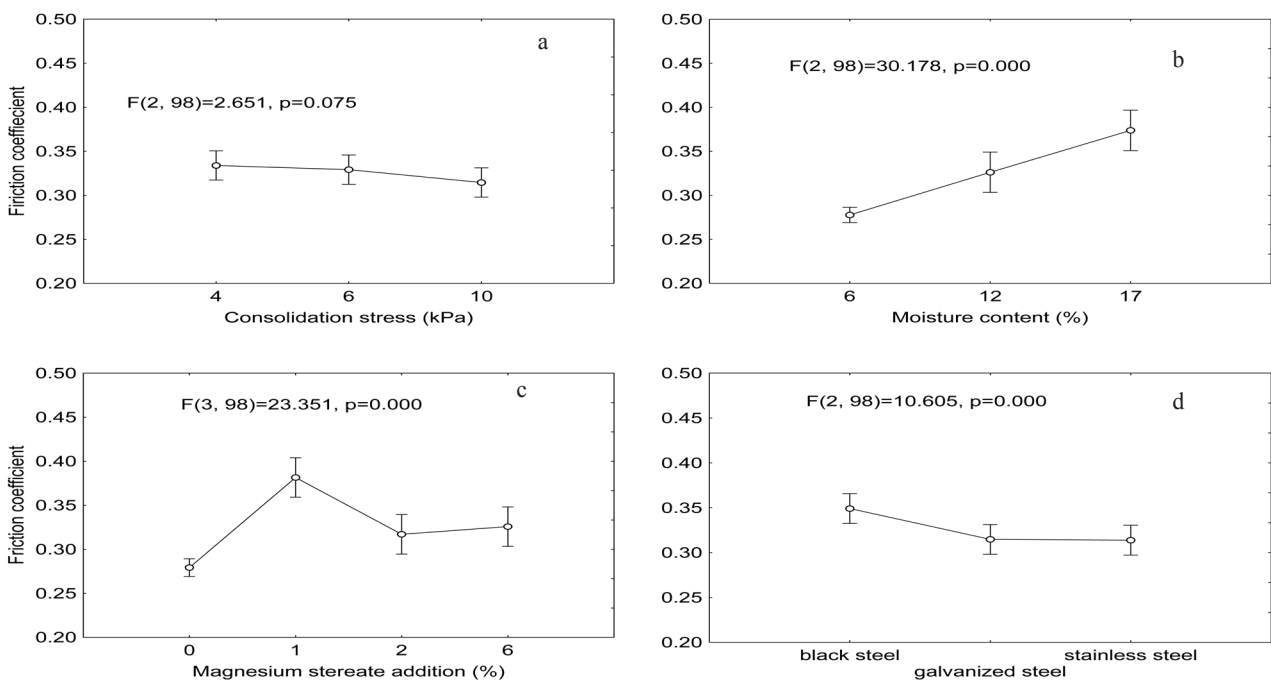 a
F(2, 98)=2.651, p=0.075
Firiction coeffiecient
0.50
0.45
0.40
0.35
0.30
0.25
0.20
4 6 10
Consolidation stress (kPa)
b
F(2, 98)=30.178, p=0.000
0.50
0.45
0.40
0.35
0.30
0.25
0.20
6 12 17
Moisture content (%)
c
F(3, 98)=23.351, p=0.000
Friction coefficient
0.50
0.45
0.40
0.35
0.30
0.25
0.20
0 1 2 6
Magnesium stereate addition (%)
d
F(2, 98)=10.605, p=0.000
0.50
0.45
0.40
0.35
0.30
0.25
0.20
black steel stainless steel
galvanized steel